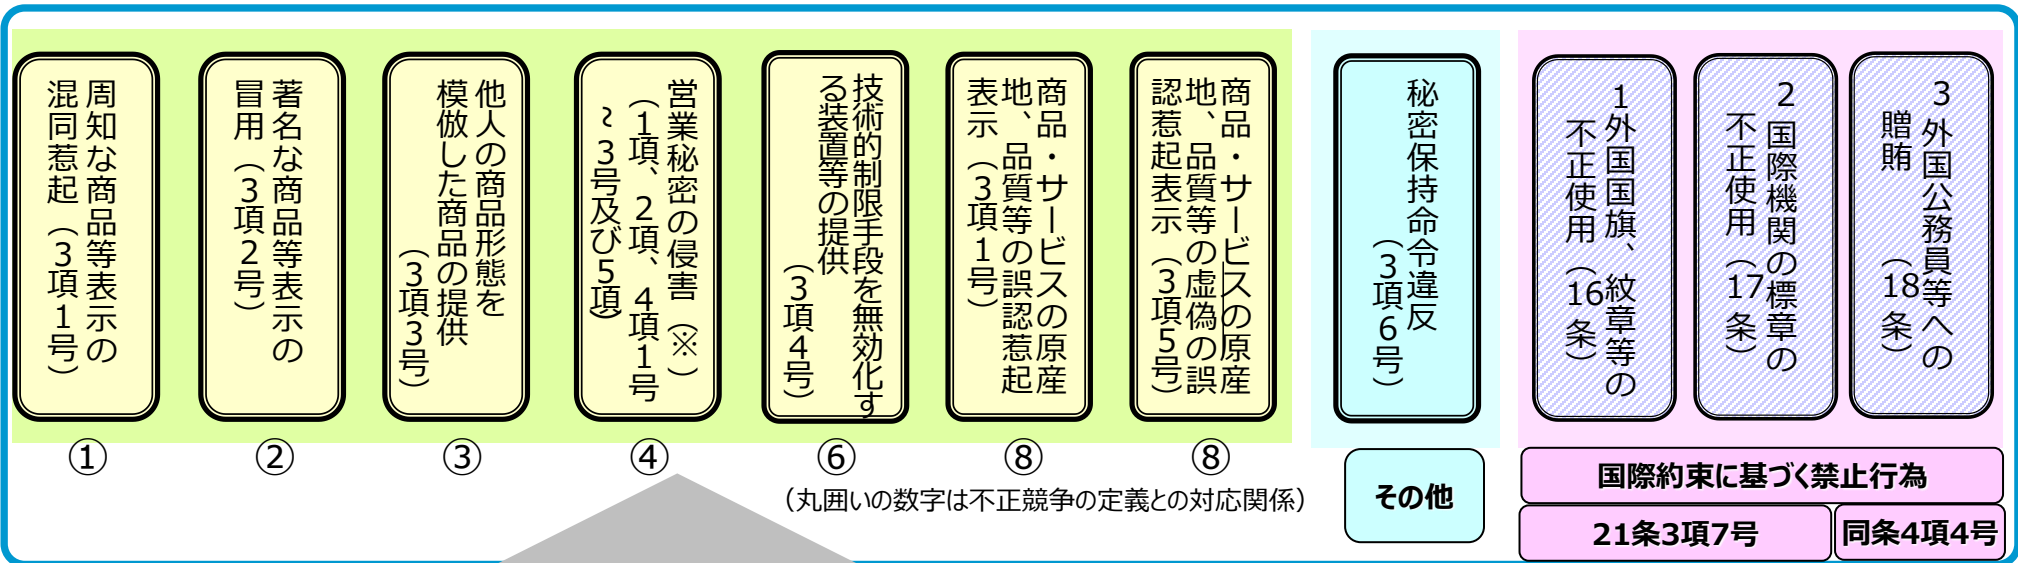 周知な商品等表示の
混同惹起（３項１号）
著名な商品等表示の
冒用（３項２号）
他人の商品形態を
模倣した商品の提供
（３項３号）
営業秘密の侵害（※）
（１項、２項、４項１号
～３号及び５項）
技術的制限手段を無効化す
る装置等の提供
（３項４号）
商品・サービスの原産
地、品質等の誤認惹起
表示（３項１号）
商品・サービスの原産
地、品質等の虚偽の誤
認惹起表示（３項５号）
秘密保持命令違反
（３項６号）
１外国国旗、紋章等の
不正使用（16条）
２国際機関の標章の
不正使用（17条）
３外国公務員等への
贈賄（18条）
①
②
③
④
⑥
⑧
⑧
（丸囲いの数字は不正競争の定義との対応関係）
その他
国際約束に基づく禁止行為
21条3項7号
同条4項4号